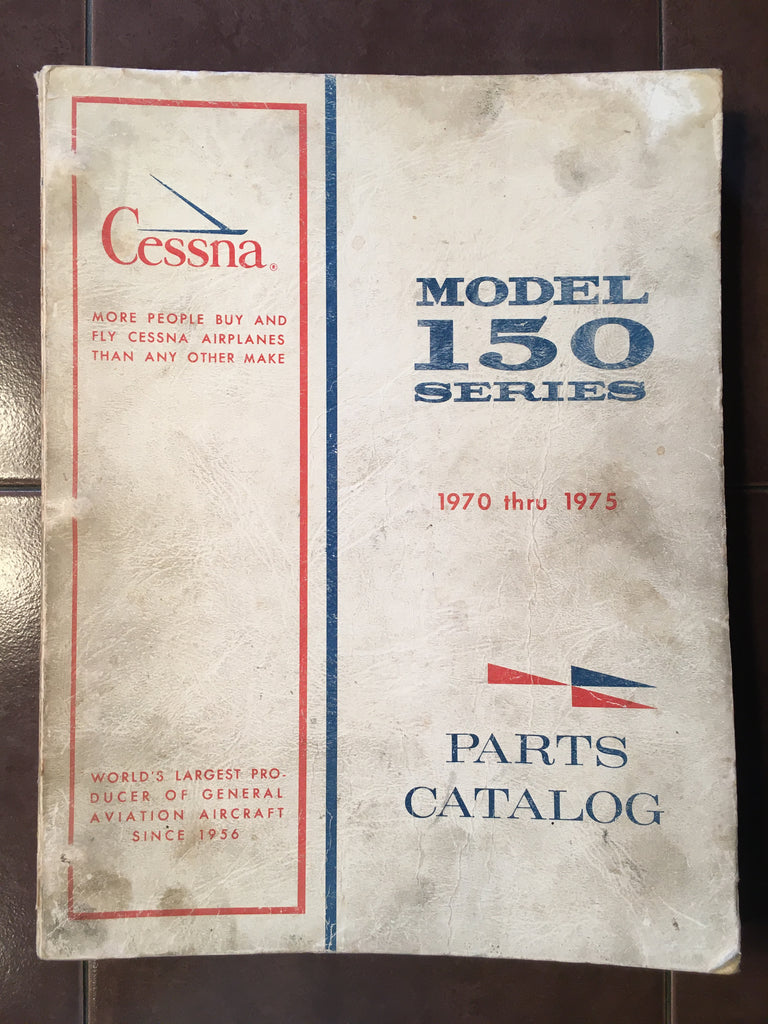 Cessna®
MORE PEOPLE BUY AND
FLY CESSNA AIRPLANES
THAN ANY OTHER MAKE
WORLD'S LARGEST PRO-
DUCER OF GENERAL
AVIATION AIRCRAFT
SINCE 1956
MODEL
150
SERIES
1970 thru 1975
PARTS
CATALOG